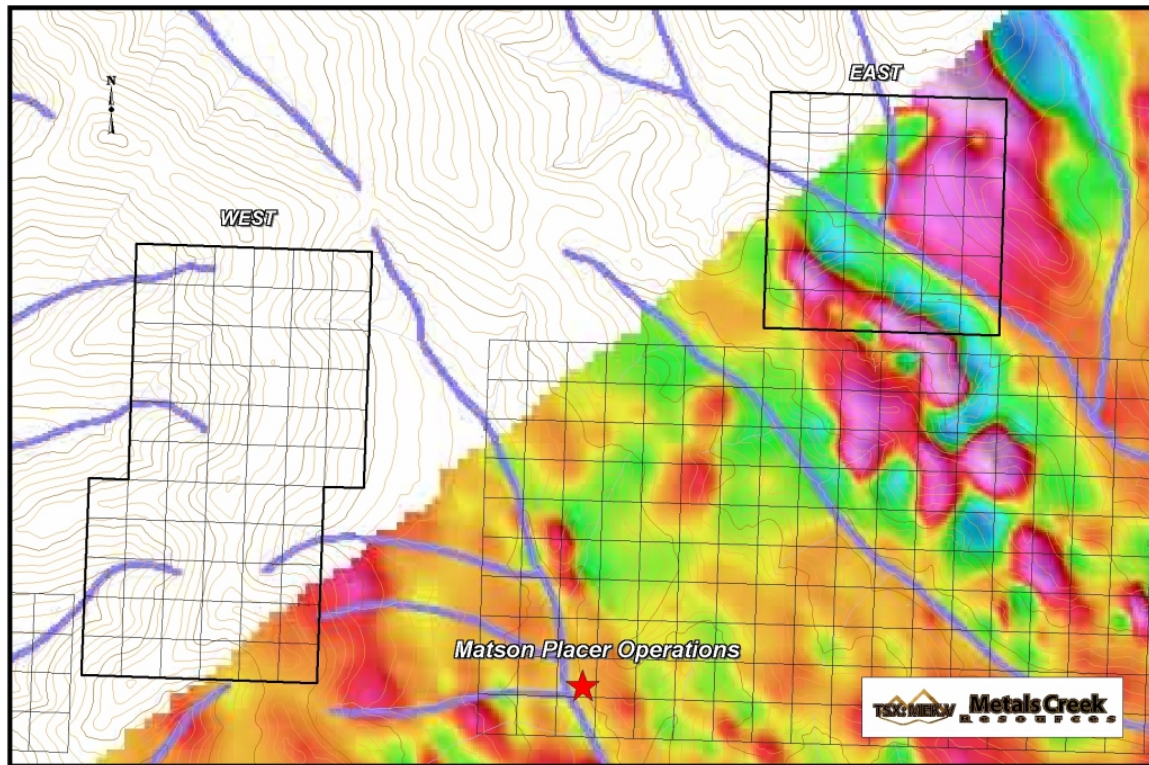 N
EAST
WEST
Matson Placer Operations
TSX: MEK.V
Metals Creek
Resources